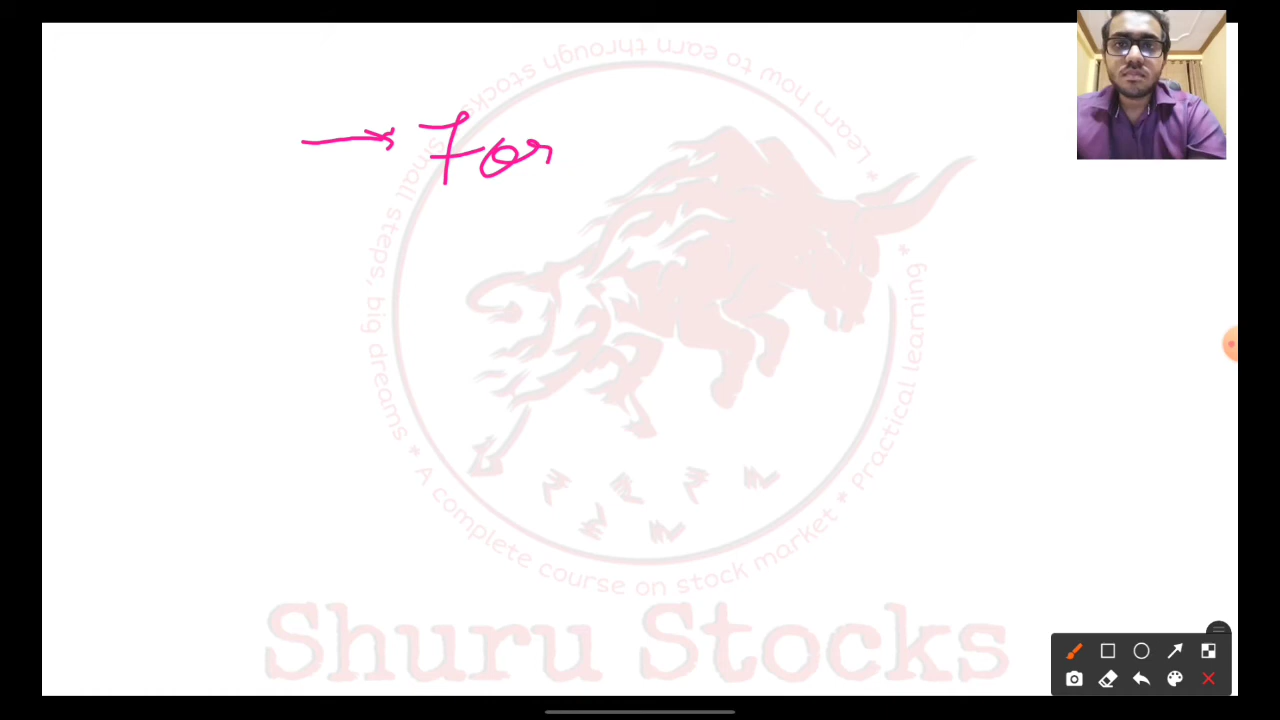 → For
Learn how to earn through stocks * small steps, big dreams * A complete course on stock market * Practical learning *
₹ ₹ ₹ ₹
₹ ₹
Shuru Stocks